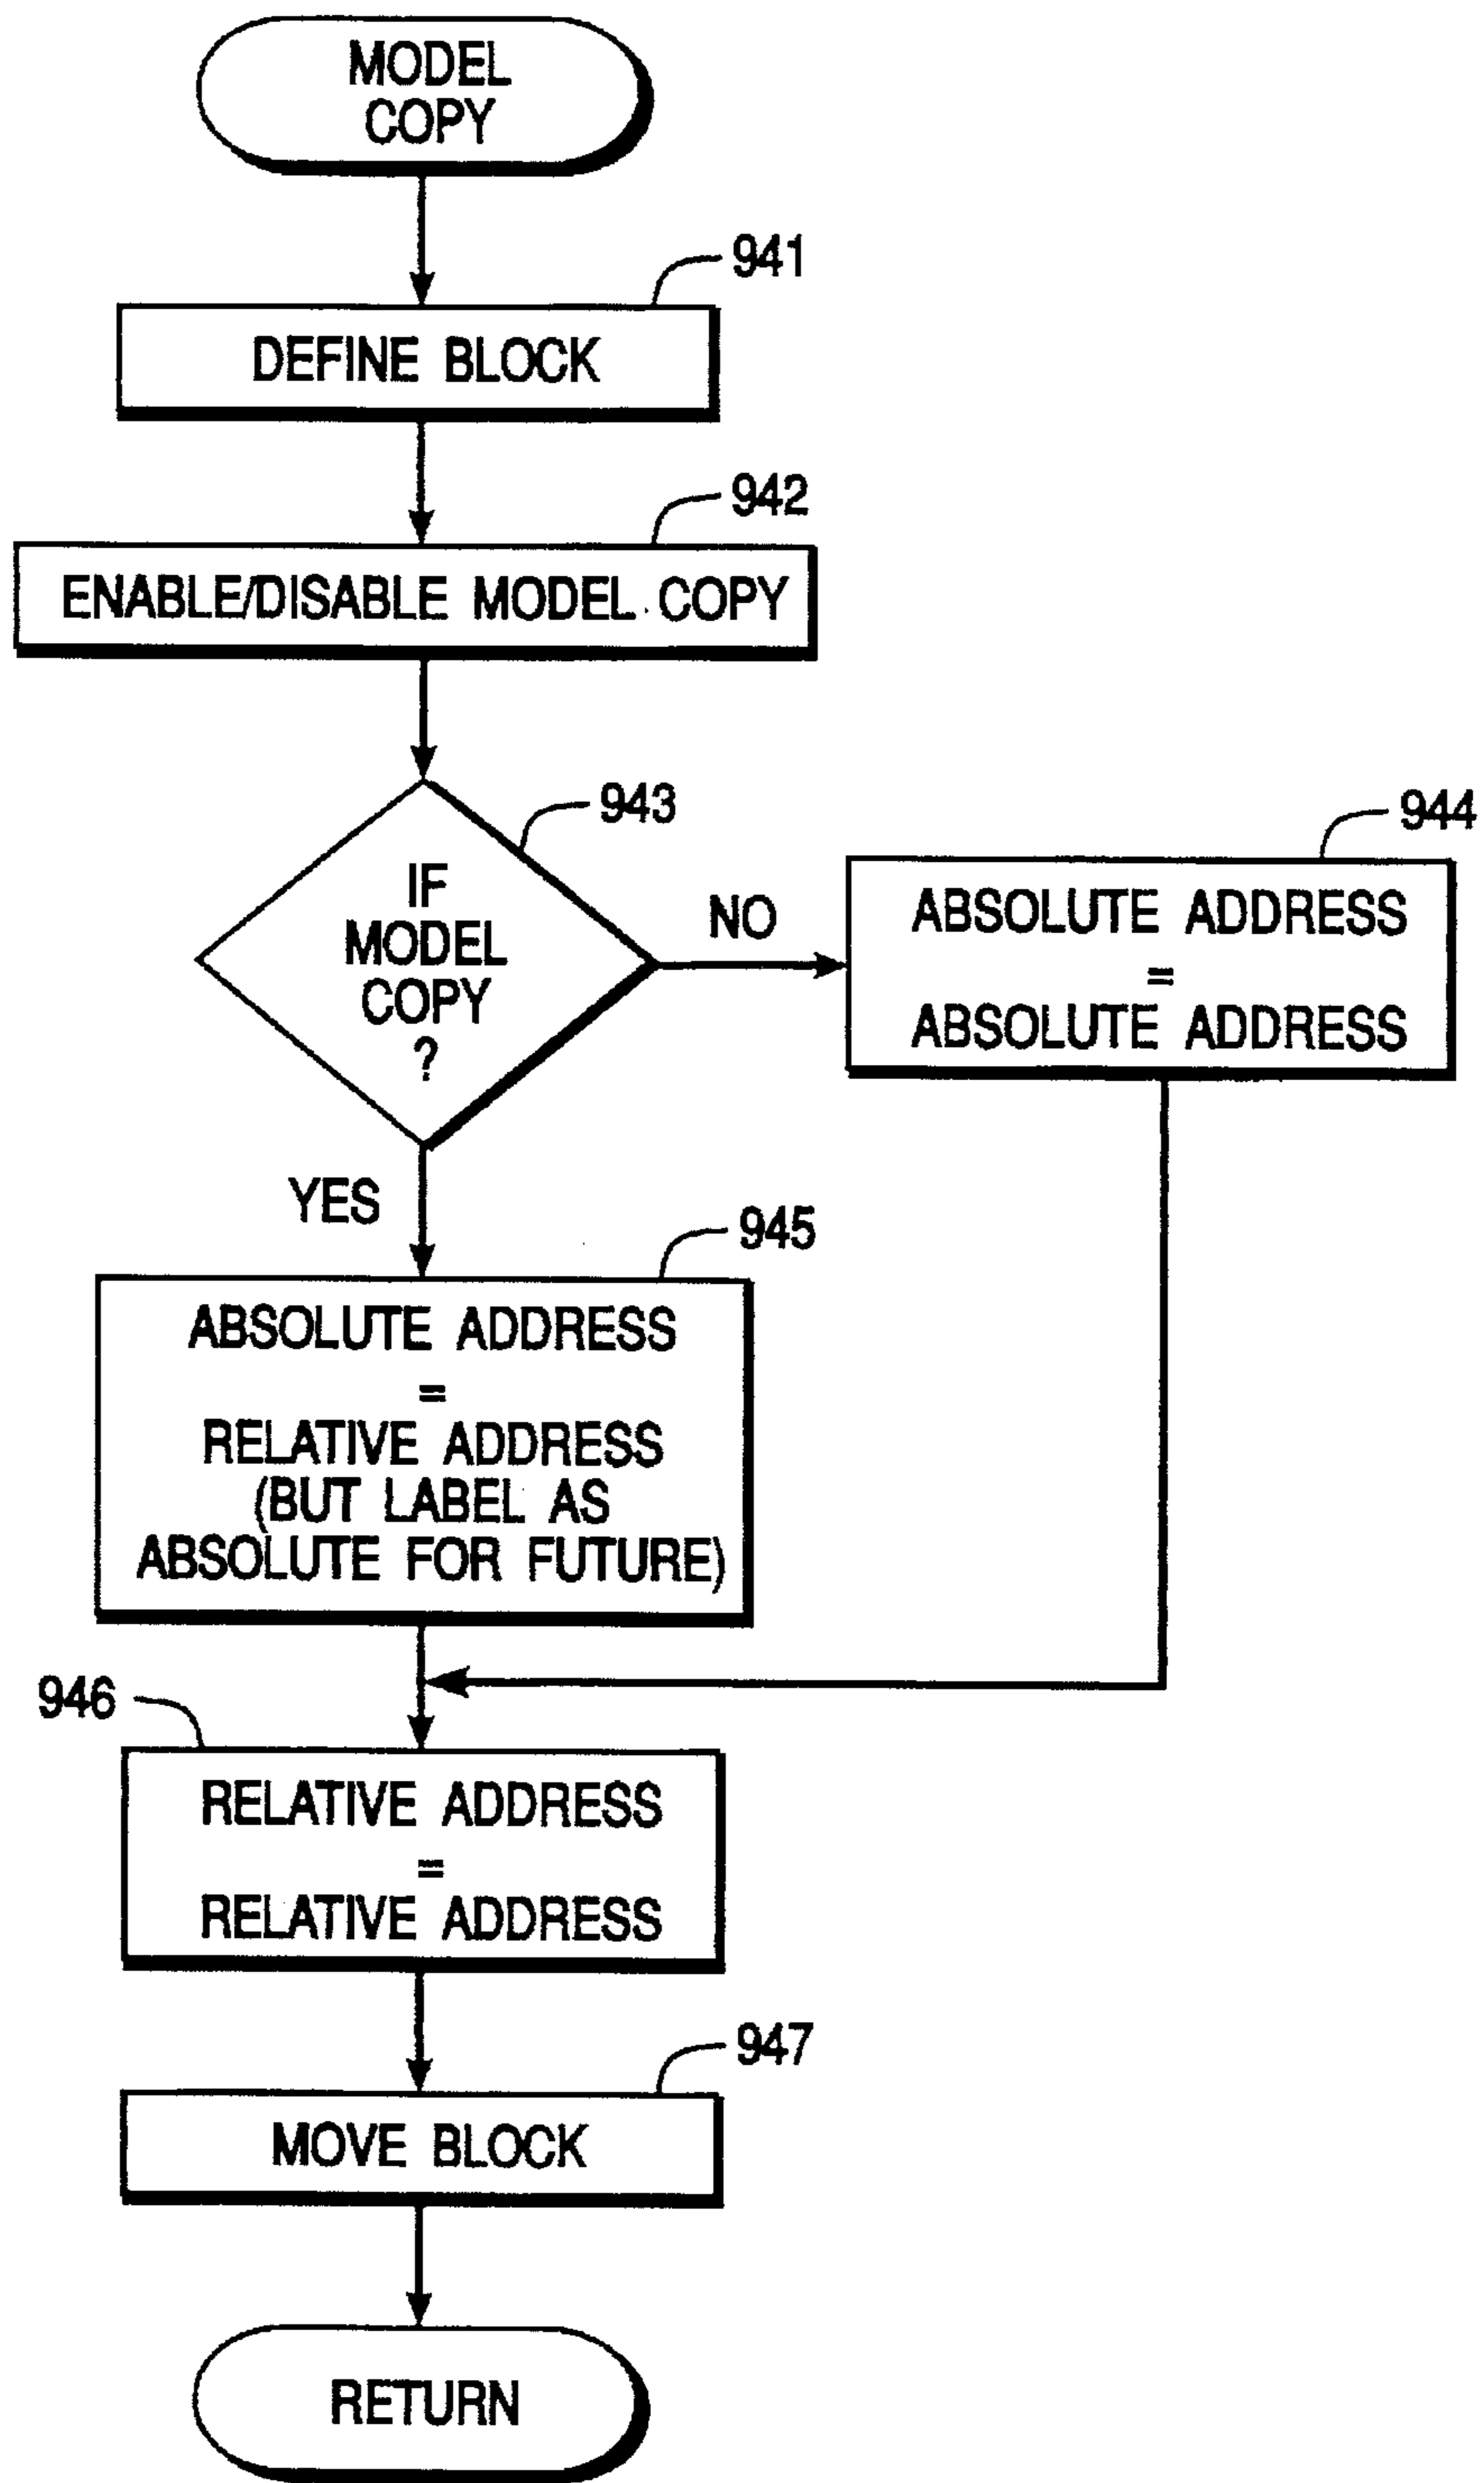 MODEL
COPY
941
DEFINE BLOCK
942
ENABLE/DISABLE MODEL COPY
943
IF
MODEL
COPY
?
NO
944
ABSOLUTE ADDRESS
=
ABSOLUTE ADDRESS
YES
945
ABSOLUTE ADDRESS
=
RELATIVE ADDRESS
(BUT LABEL AS
ABSOLUTE FOR FUTURE)
946
RELATIVE ADDRESS
=
RELATIVE ADDRESS
947
MOVE BLOCK
RETURN